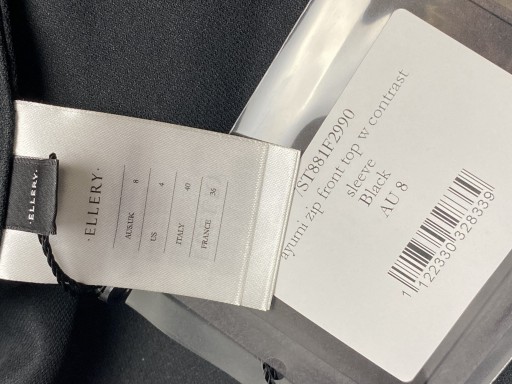 ·ELLERY·
·ELLERY·
AUS/UK 8
US 4
ITALY 40
FRANCE 36
/ST881F2990
ayumi zip front top w contrast
sleeve
Black
AU 8
1122330328339